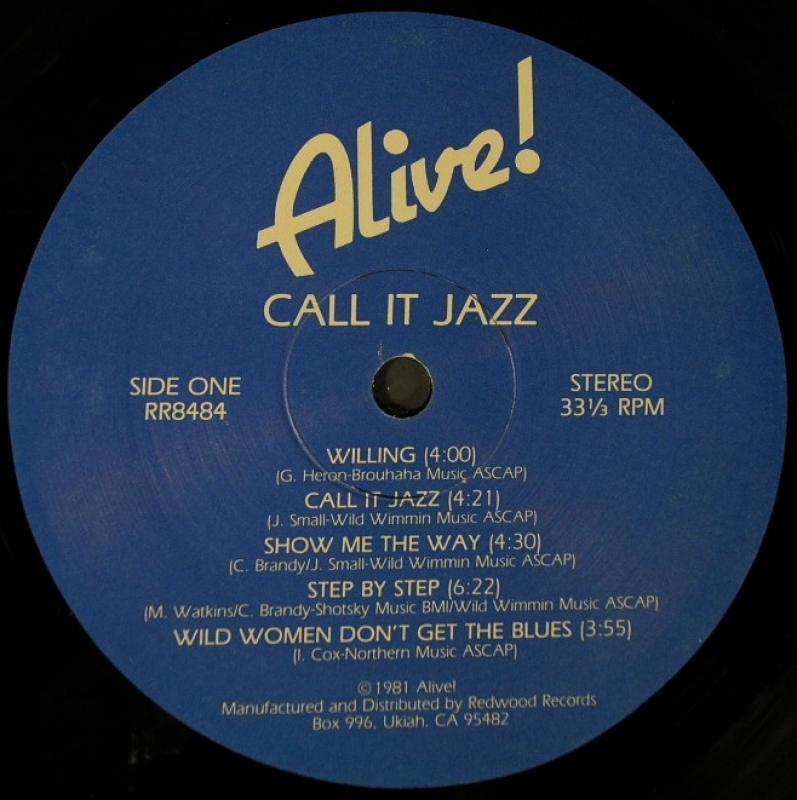 Alive!
CALL IT JAZZ
SIDE ONE
RR8484
STEREO
33⅓ RPM
WILLING (4:00)
(G. Heron-Brouhaha Music ASCAP)
CALL IT JAZZ (4:21)
(J. Small-Wild Wimmin Music ASCAP)
SHOW ME THE WAY (4:30)
(C. Brandy/J. Small-Wild Wimmin Music ASCAP)
STEP BY STEP (6:22)
(M. Watkins/C. Brandy-Shotsky Music BMI/Wild Wimmin Music ASCAP)
WILD WOMEN DON'T GET THE BLUES (3:55)
(I. Cox-Northern Music ASCAP)
© 1981 Alive!
Manufactured and Distributed by Redwood Records
Box 996, Ukiah, CA 95482